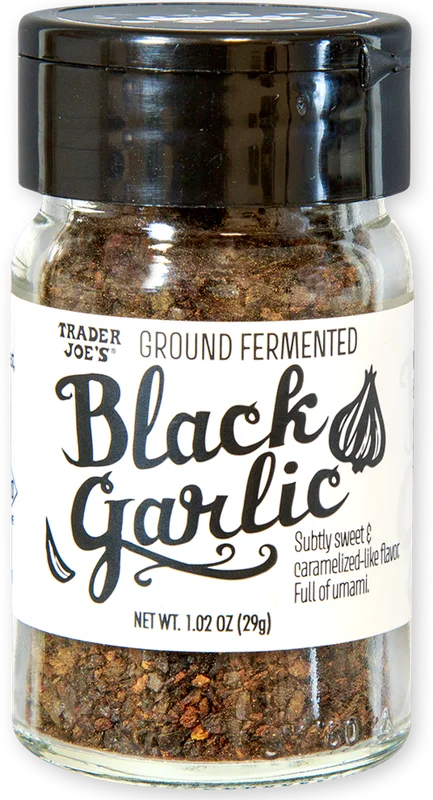 TRADER
JOE'S®
GROUND FERMENTED
Black
Garlic
Subtly sweet &
caramelized-like flavor.
Full of umami.
NET WT. 1.02 OZ (29g)